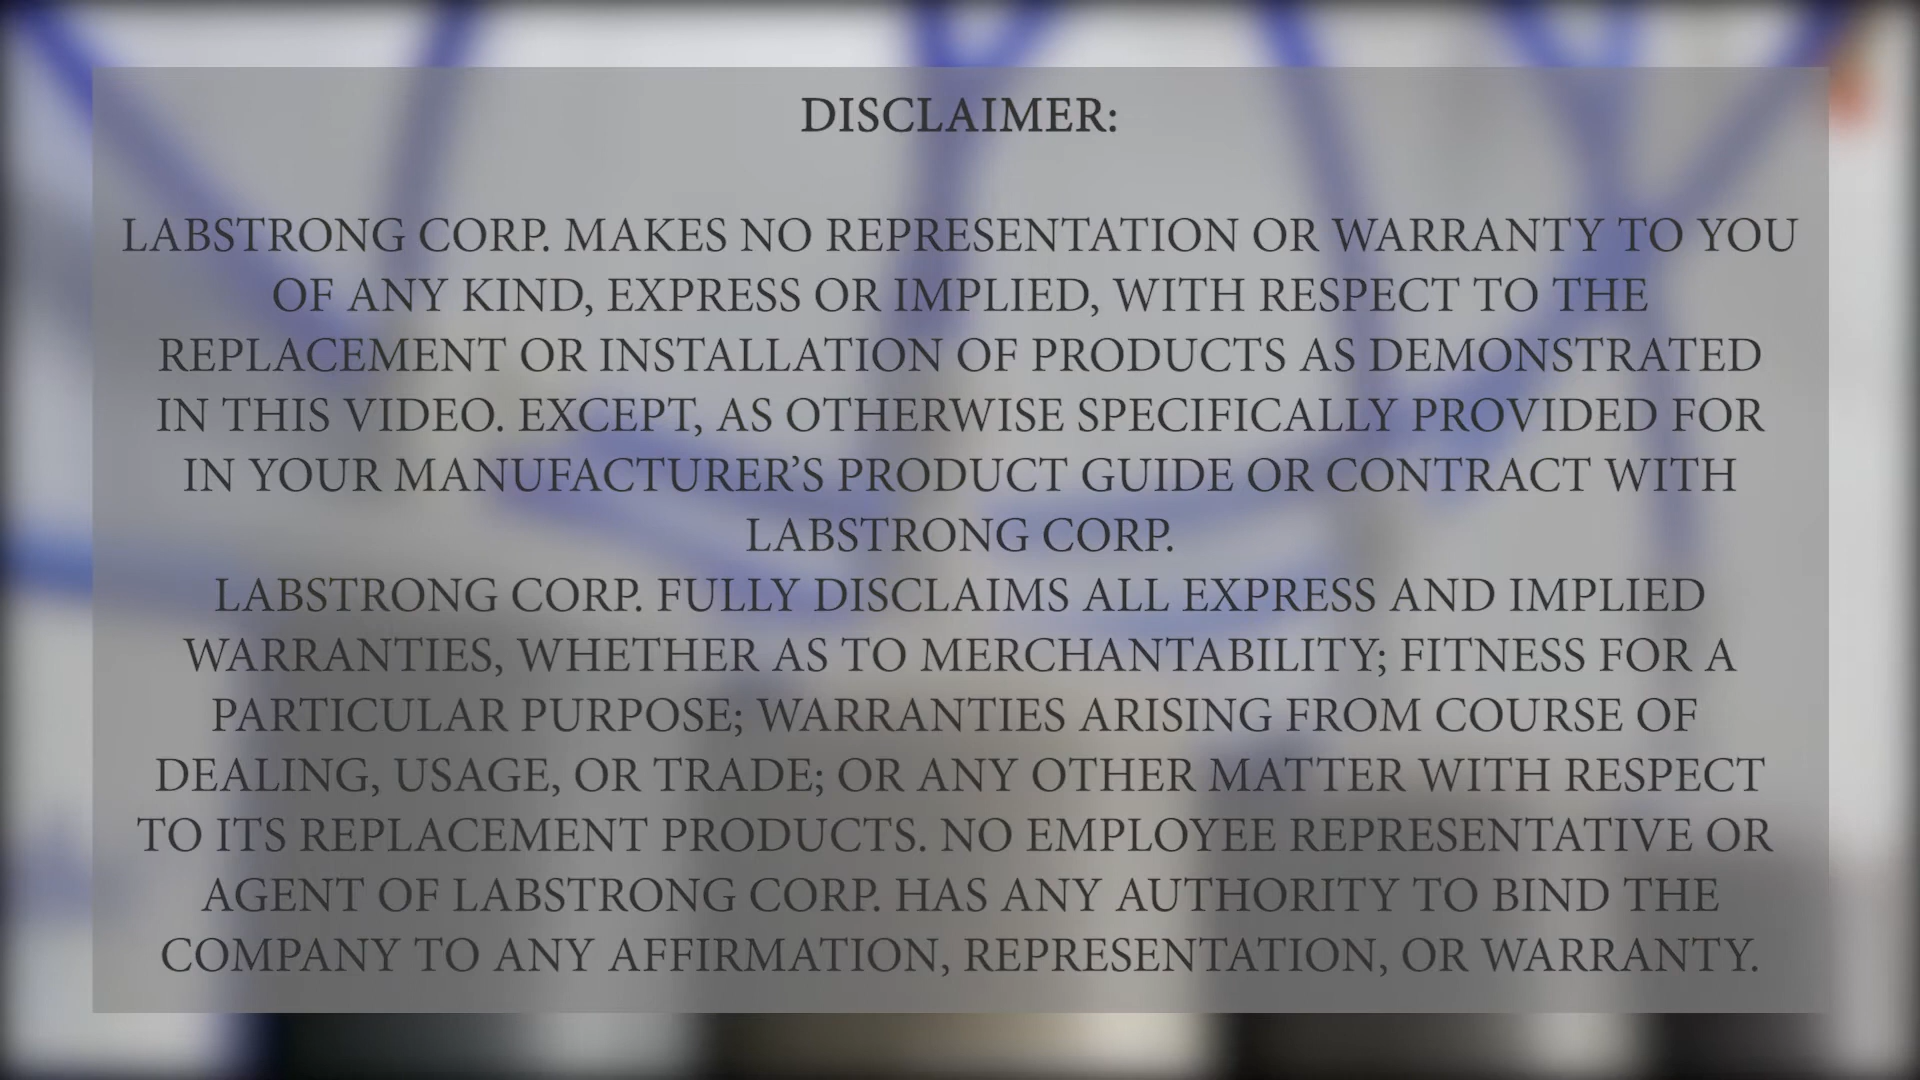 DISCLAIMER:
LABSTRONG CORP. MAKES NO REPRESENTATION OR WARRANTY TO YOU
OF ANY KIND, EXPRESS OR IMPLIED, WITH RESPECT TO THE
REPLACEMENT OR INSTALLATION OF PRODUCTS AS DEMONSTRATED
IN THIS VIDEO. EXCEPT, AS OTHERWISE SPECIFICALLY PROVIDED FOR
IN YOUR MANUFACTURER’S PRODUCT GUIDE OR CONTRACT WITH
LABSTRONG CORP.
LABSTRONG CORP. FULLY DISCLAIMS ALL EXPRESS AND IMPLIED
WARRANTIES, WHETHER AS TO MERCHANTABILITY; FITNESS FOR A
PARTICULAR PURPOSE; WARRANTIES ARISING FROM COURSE OF
DEALING, USAGE, OR TRADE; OR ANY OTHER MATTER WITH RESPECT
TO ITS REPLACEMENT PRODUCTS. NO EMPLOYEE REPRESENTATIVE OR
AGENT OF LABSTRONG CORP. HAS ANY AUTHORITY TO BIND THE
COMPANY TO ANY AFFIRMATION, REPRESENTATION, OR WARRANTY.